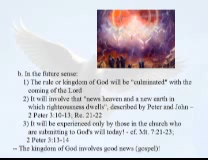 b. In the future sense:
1) The rule or kingdom of God will be "culminated" with the
coming of the Lord
2) It will involve that "new heaven and a new earth in
which righteousness dwells", described by Peter and John –
2 Peter 3:10-13; Re. 21-22
3) It will be experienced only by those in the church who
are submitting to God's will today! - cf. Mt. 7:21-23;
2 Peter 3:13-14
-- The kingdom of God involves good news (gospel)!